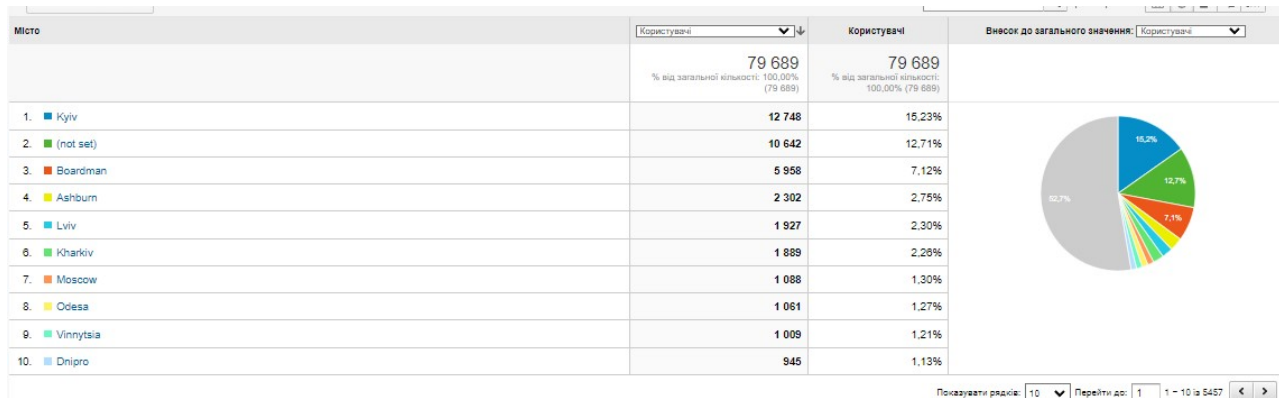 Місто Користувачі Користувачі Внесок до загального значення: Користувачі
79 689 79 689
% від загальної кількості: 100,00% % від загальної кількості:
(79 689) 100,00% (79 689)
1. Kyiv 12 748 15,23%
2. (not set) 10 642 12,71%
3. Boardman 5 958 7,12%
4. Ashburn 2 302 2,75%
5. Lviv 1 927 2,30%
6. Kharkiv 1 889 2,26%
7. Moscow 1 088 1,30%
8. Odesa 1 061 1,27%
9. Vinnytsia 1 009 1,21%
10. Dnipro 945 1,13%
15,2%
12,7%
52,7%
7,1%
Показувати рядків: 10 Перейти до: 1 1 – 10 із 5457